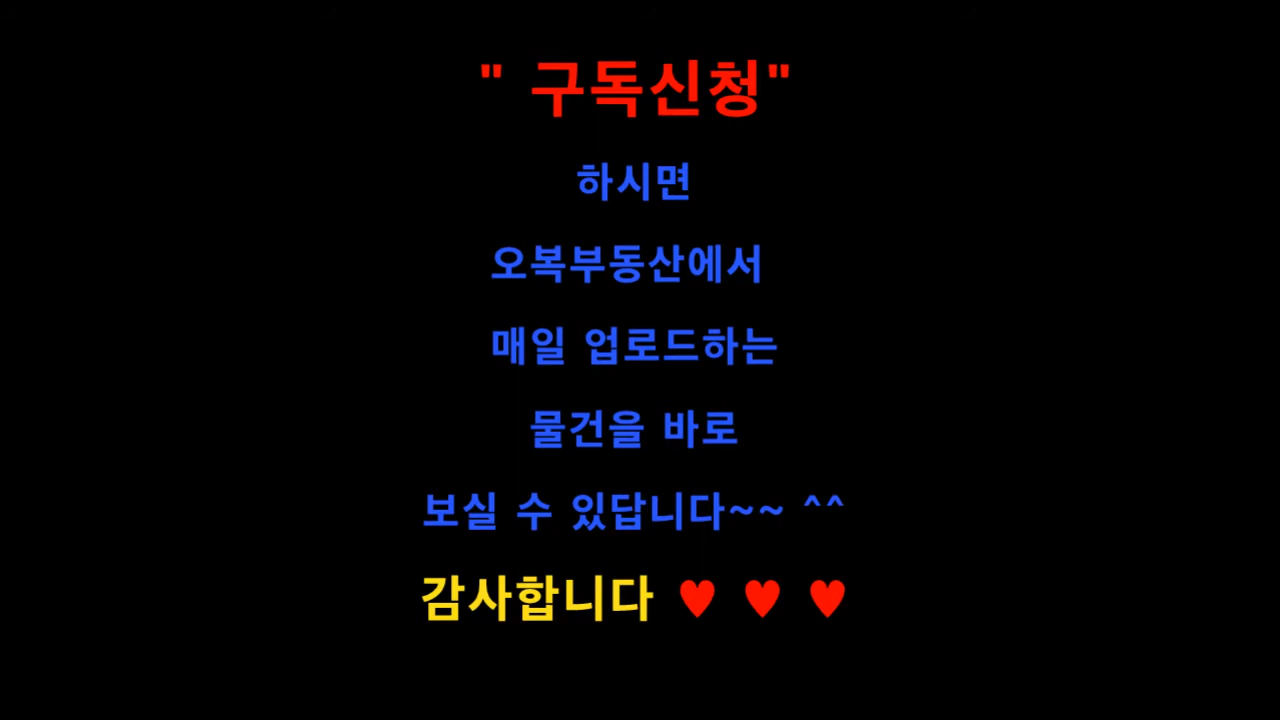 " 구독신청"
하시면
오복부동산에서
매일 업로드하는
물건을 바로
보실 수 있답니다~~ ^^
감사합니다 ♥ ♥ ♥